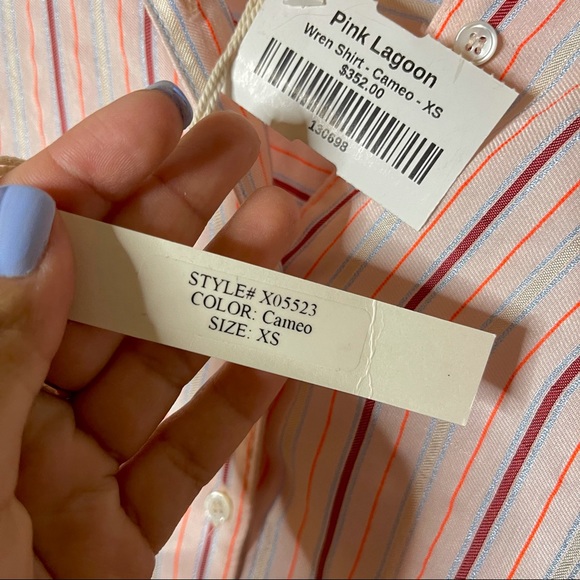 Pink Lagoon
Wren Shirt - Cameo - XS
$352.00
130698
STYLE# X05523
COLOR: Cameo
SIZE: XS